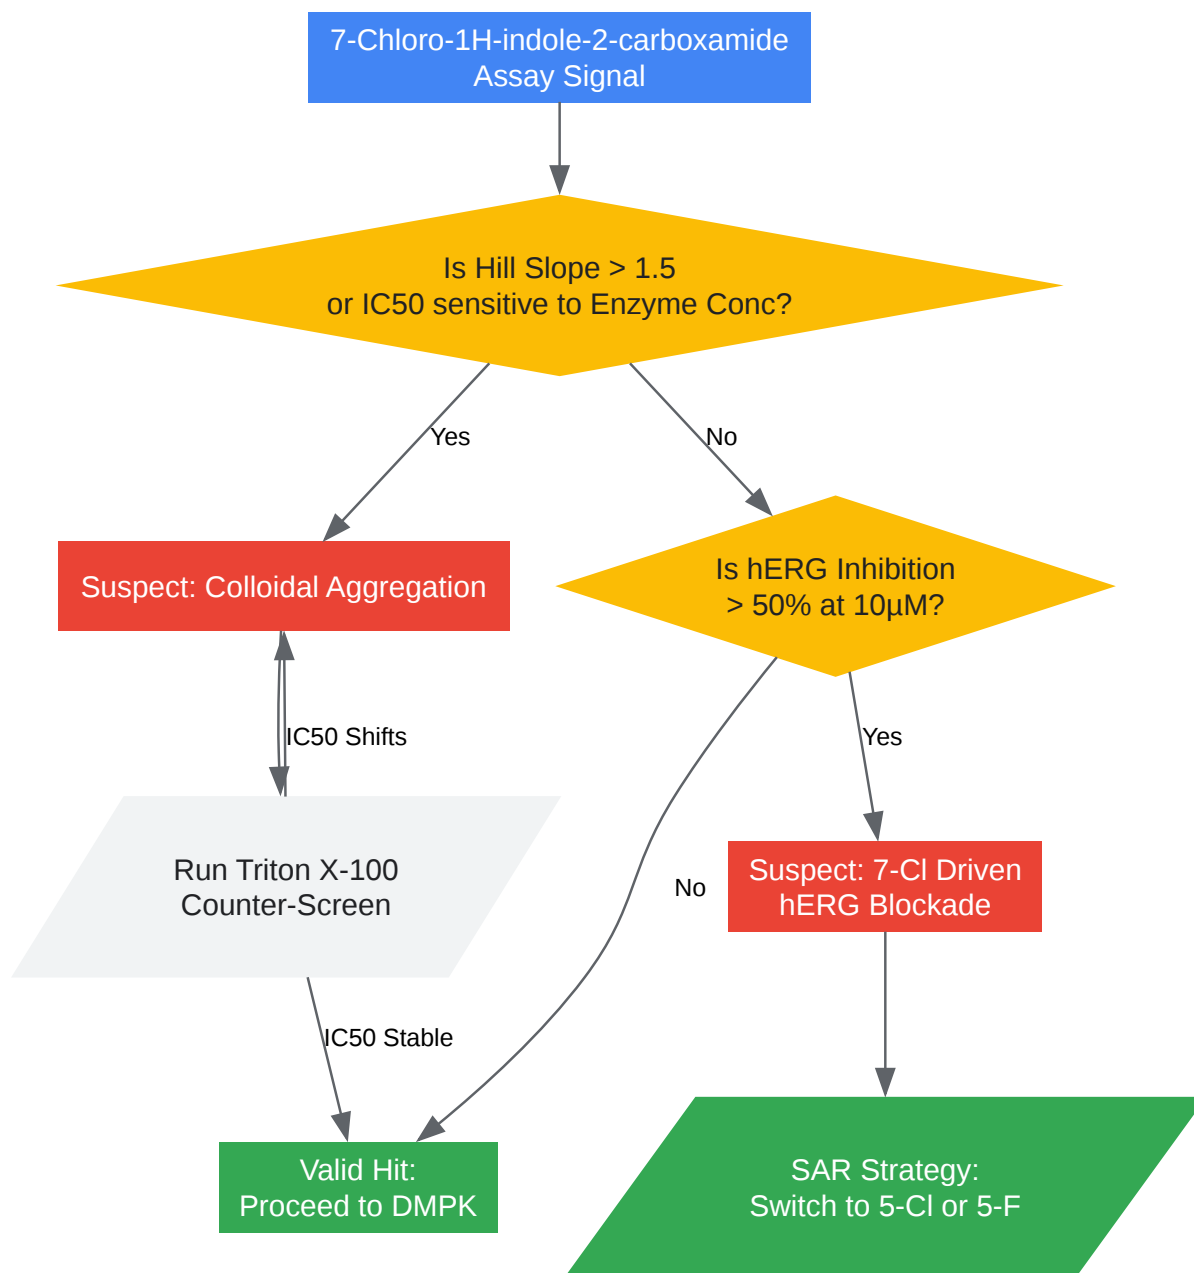 7-Chloro-1H-indole-2-carboxamide
Assay Signal
Is Hill Slope > 1.5
or IC50 sensitive to Enzyme Conc?
Yes
No
Suspect: Colloidal Aggregation
Is hERG Inhibition
> 50% at 10µM?
IC50 Shifts
Yes
Run Triton X-100
Counter-Screen
No
Suspect: 7-Cl Driven
hERG Blockade
IC50 Stable
Valid Hit:
Proceed to DMPK
SAR Strategy:
Switch to 5-Cl or 5-F